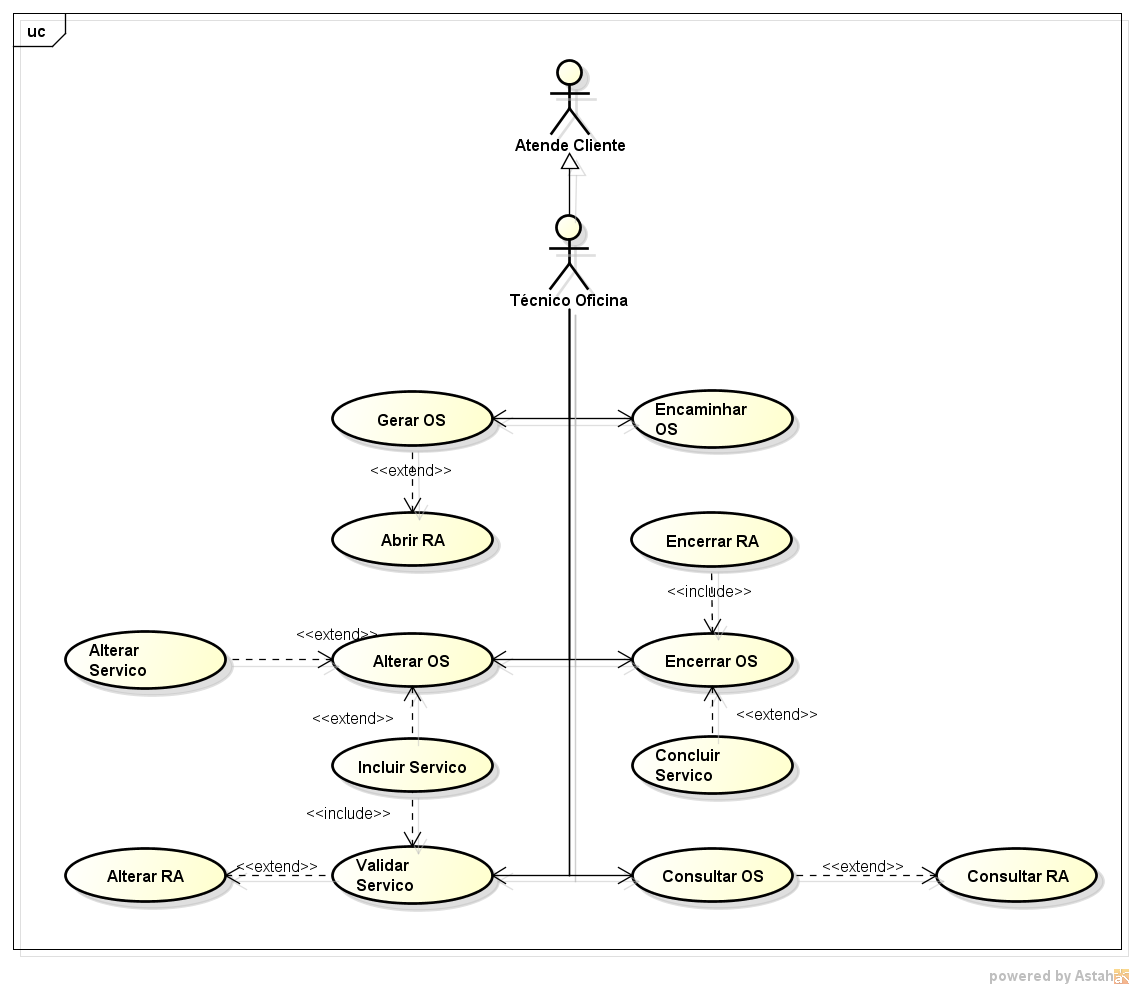 uc
Atende Cliente
Técnico Oficina
Gerar OS
Encaminhar
OS
<<extend>>
Abrir RA
Encerrar RA
<<include>>
Alterar
Servico
<<extend>>
Alterar OS
Encerrar OS
<<extend>>
<<extend>>
Incluir Servico
Concluir
Servico
<<include>>
Alterar RA
<<extend>>
Validar
Servico
Consultar OS
<<extend>>
Consultar RA
powered by Astah